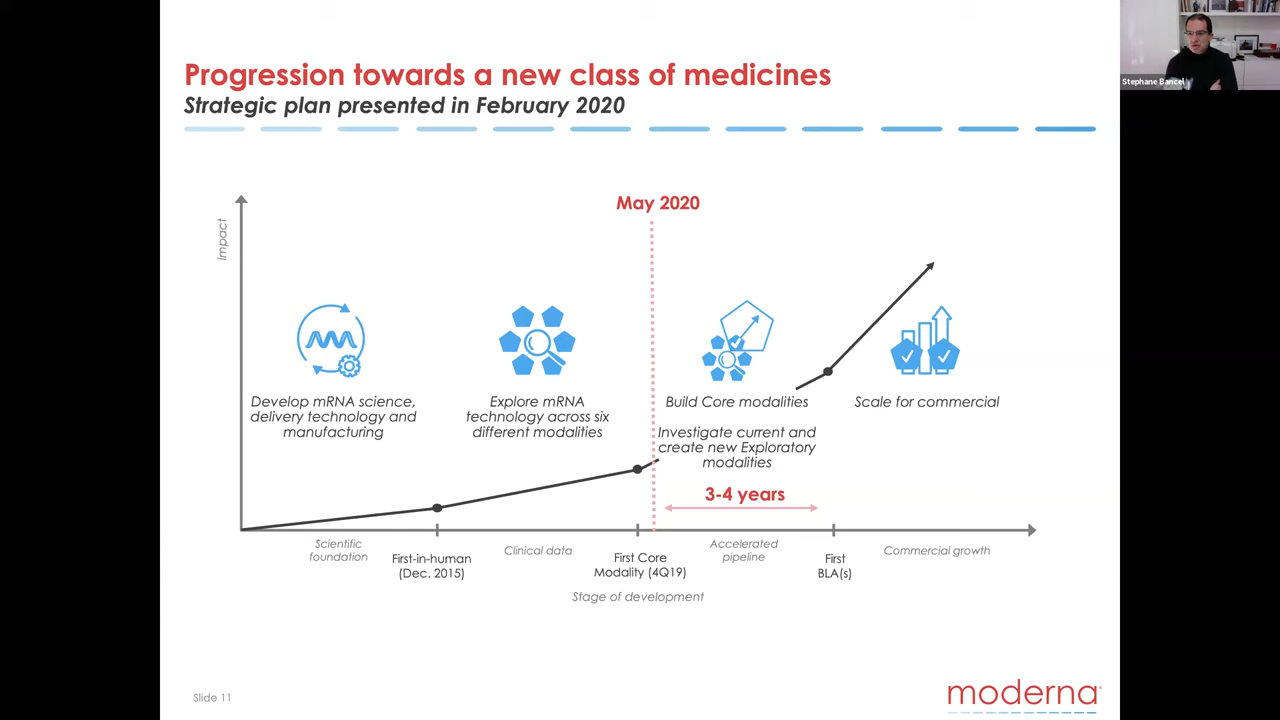 Progression towards a new class of medicines
Strategic plan presented in February 2020
Stephane Bancel
May 2020
Impact
Develop mRNA science,
delivery technology and
manufacturing
Explore mRNA
technology across six
different modalities
Build Core modalities
Investigate current and
create new Exploratory
modalities
Scale for commercial
3-4 years
Scientific
foundation
First-in-human
(Dec. 2015)
Clinical data
First Core
Modality (4Q19)
Accelerated
pipeline
First
BLA(s)
Commercial growth
Stage of development
Slide 11
moderna